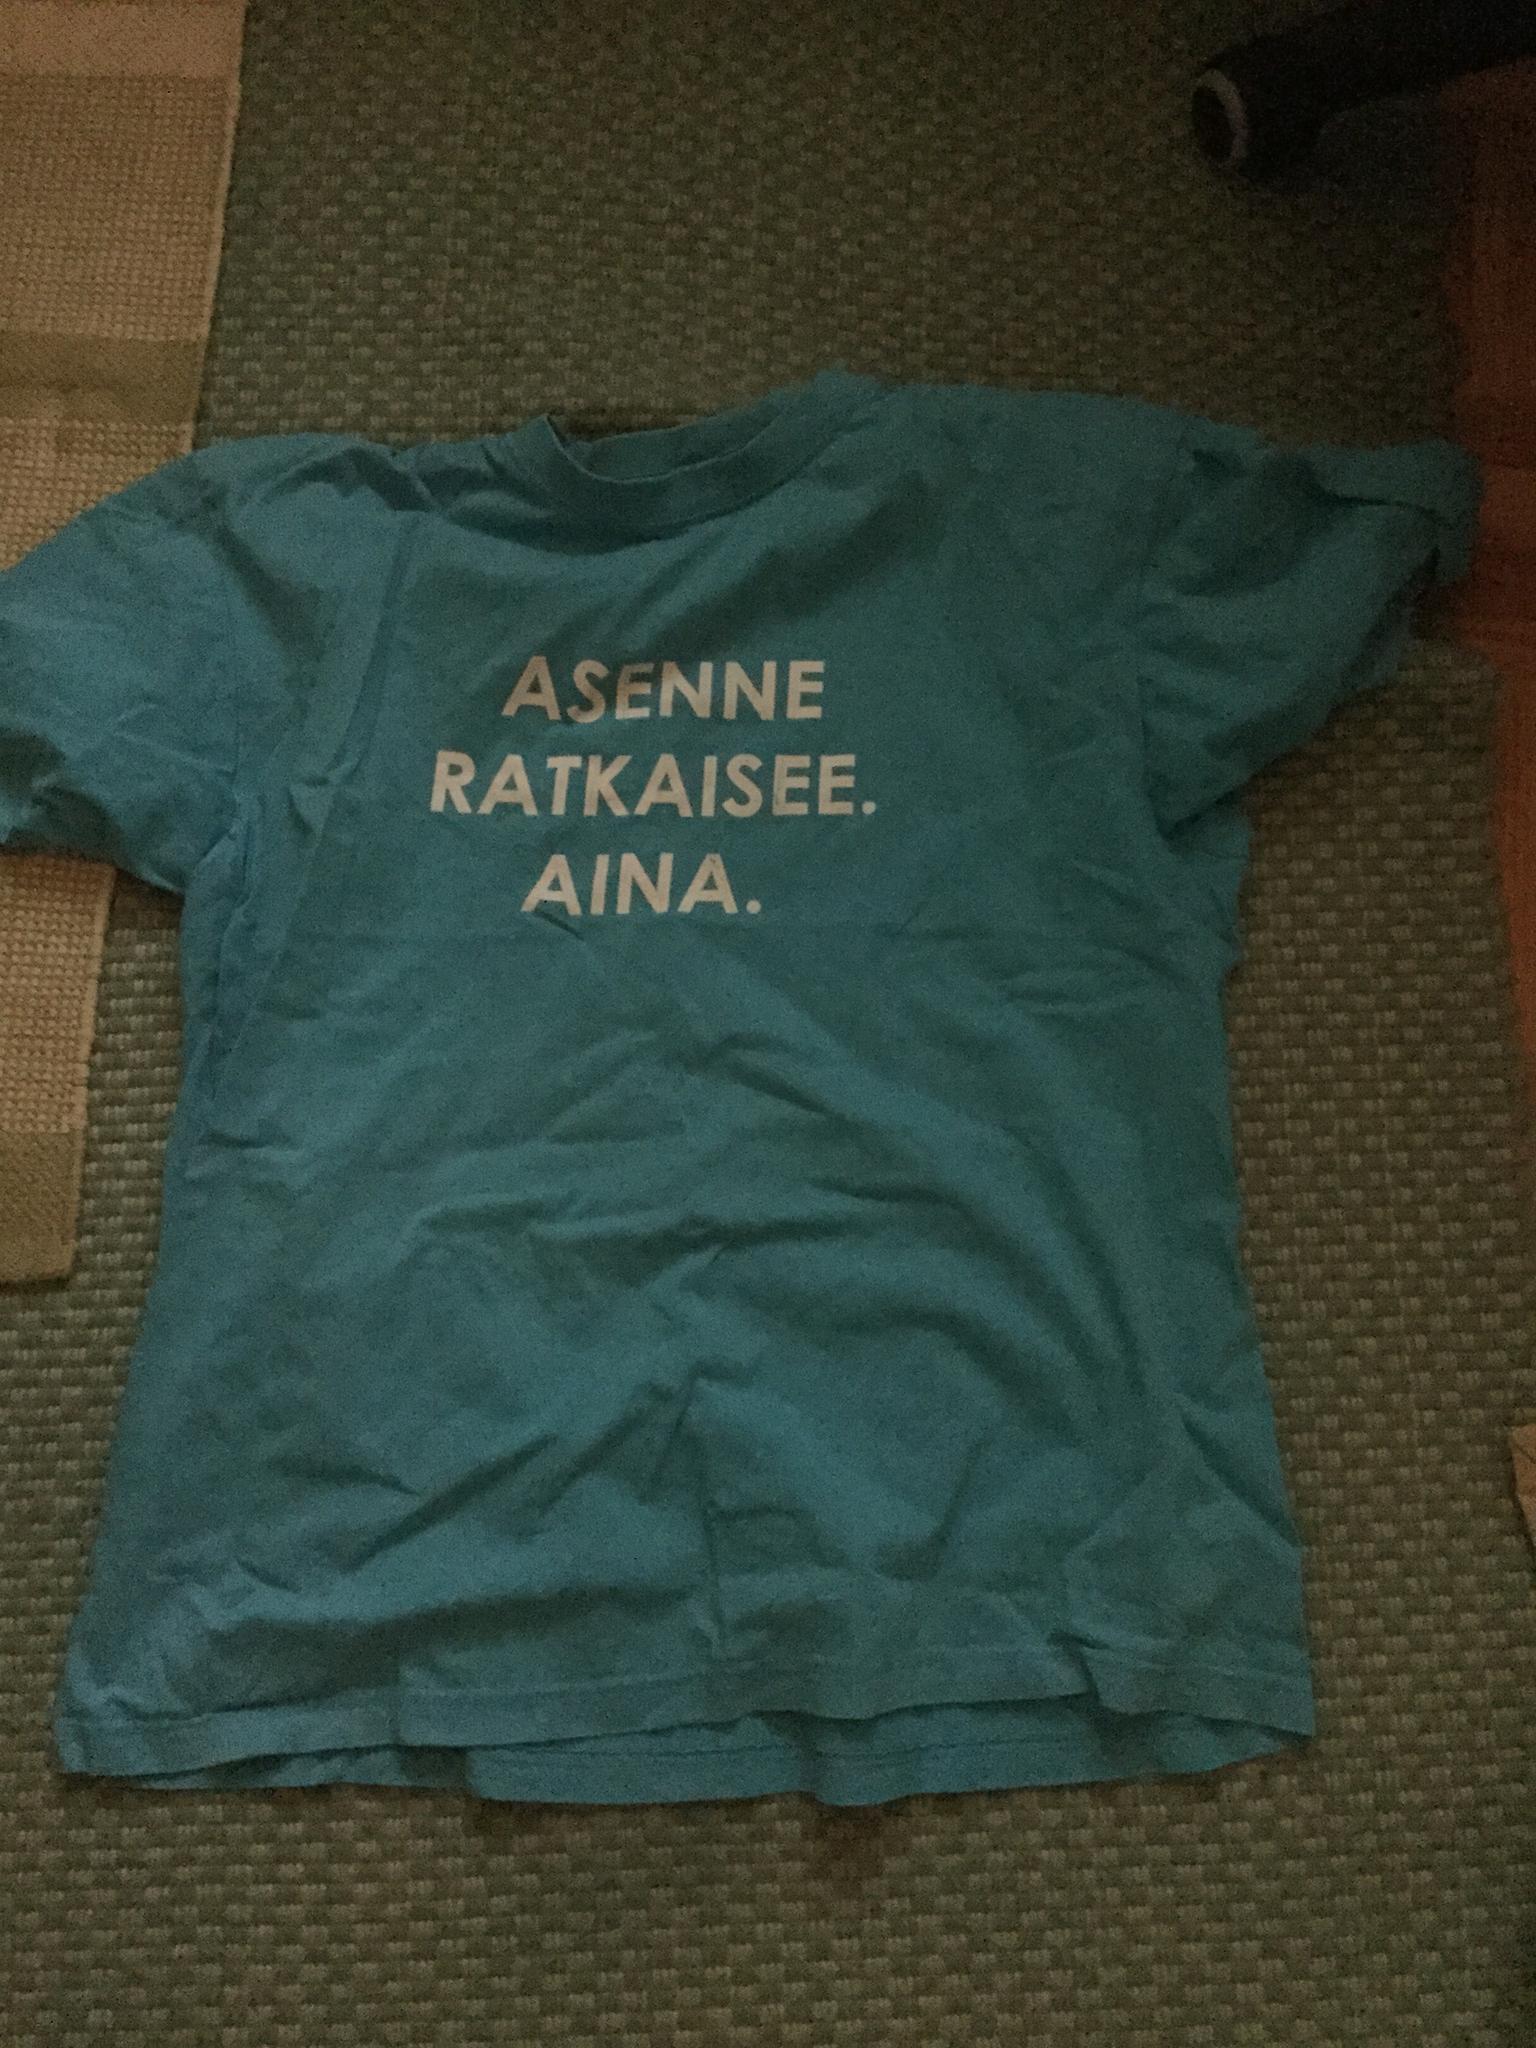 ASENNE
RATKAISEE.
AINA.